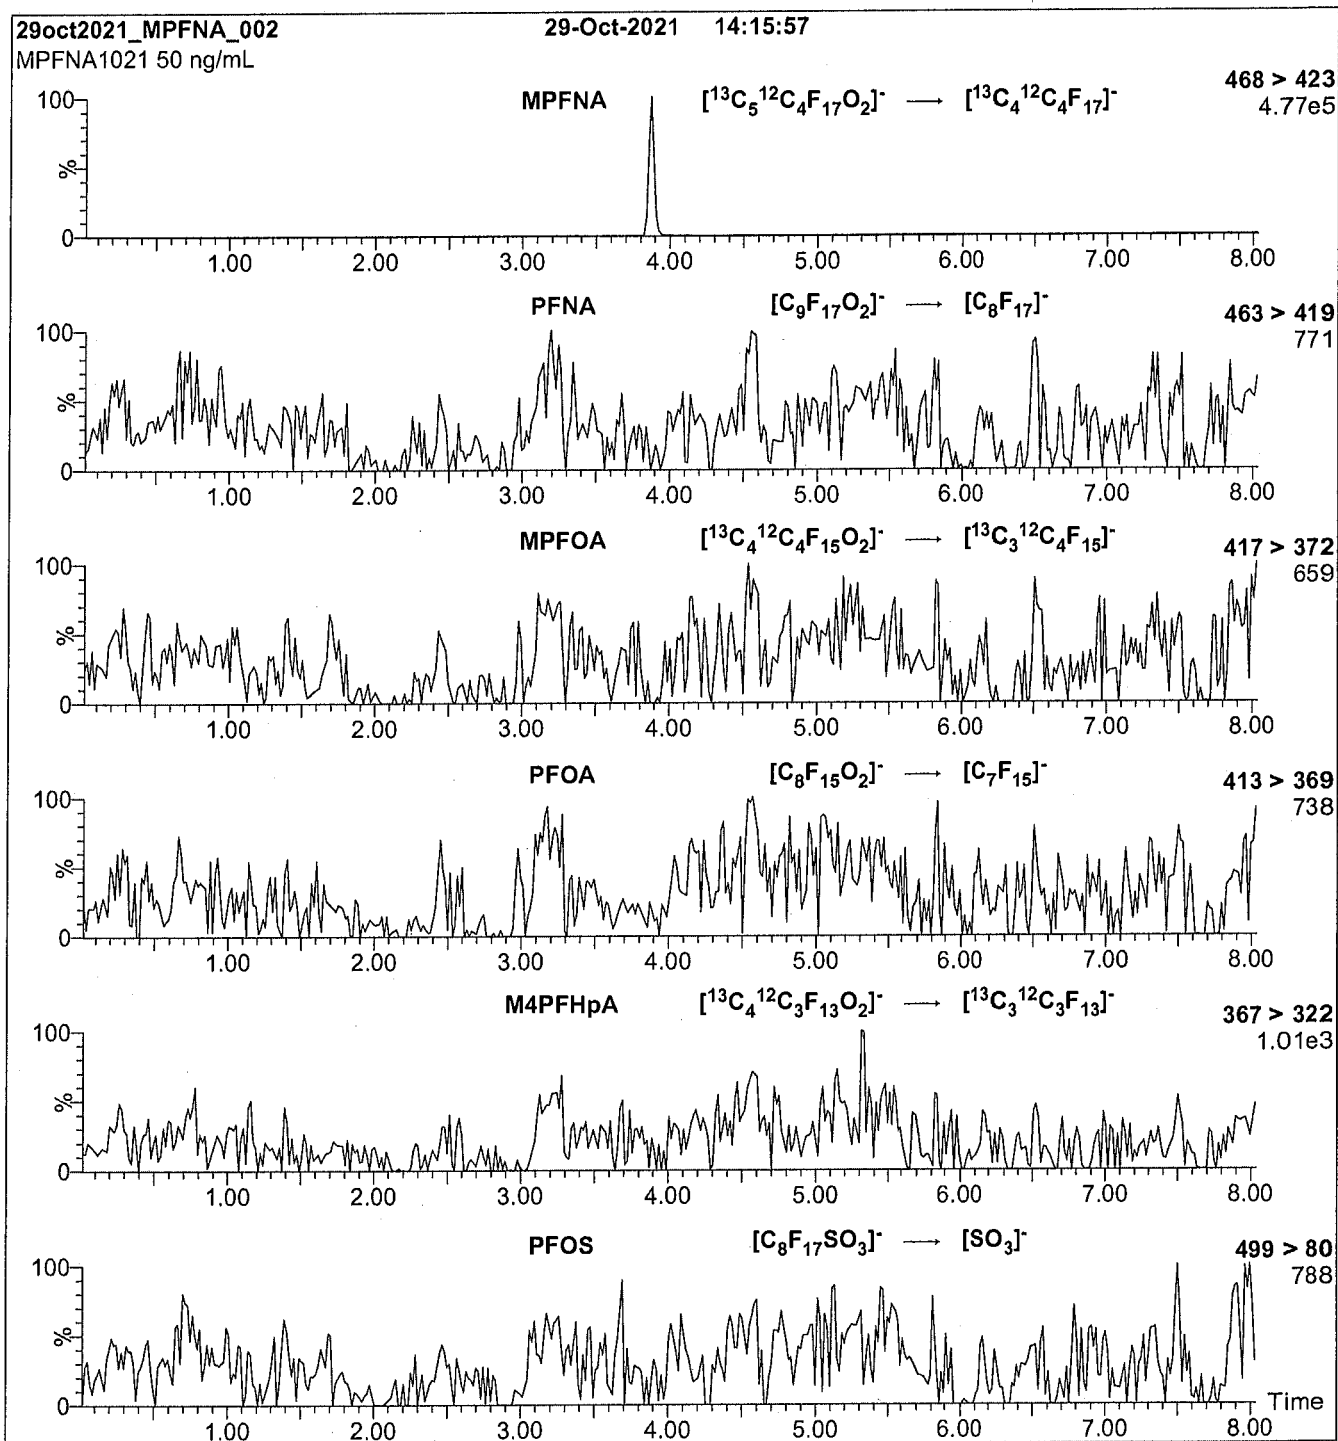 29oct2021_MPFNA_002 29-Oct-2021 14:15:57
MPFNA1021 50 ng/mL
468 > 423
MPFNA [¹³C₅¹²C₄F₁₇O₂]⁻ → [¹³C₄¹²C₄F₁₇]⁻
4.77e5
100
%
0
1.00 2.00 3.00 4.00 5.00 6.00 7.00 8.00
PFNA [C₉F₁₇O₂]⁻ → [C₈F₁₇]⁻
463 > 419
771
100
%
0
1.00 2.00 3.00 4.00 5.00 6.00 7.00 8.00
MPFOA [¹³C₄¹²C₄F₁₅O₂]⁻ → [¹³C₃¹²C₄F₁₅]⁻
417 > 372
659
100
%
0
1.00 2.00 3.00 4.00 5.00 6.00 7.00 8.00
PFOA [C₈F₁₅O₂]⁻ → [C₇F₁₅]⁻
413 > 369
738
100
%
0
1.00 2.00 3.00 4.00 5.00 6.00 7.00 8.00
M4PFHpA [¹³C₄¹²C₃F₁₃O₂]⁻ → [¹³C₃¹²C₃F₁₃]⁻
367 > 322
1.01e3
100
%
0
1.00 2.00 3.00 4.00 5.00 6.00 7.00 8.00
PFOS [C₈F₁₇SO₃]⁻ → [SO₃]⁻
499 > 80
788
100
%
0
Time
1.00 2.00 3.00 4.00 5.00 6.00 7.00 8.00